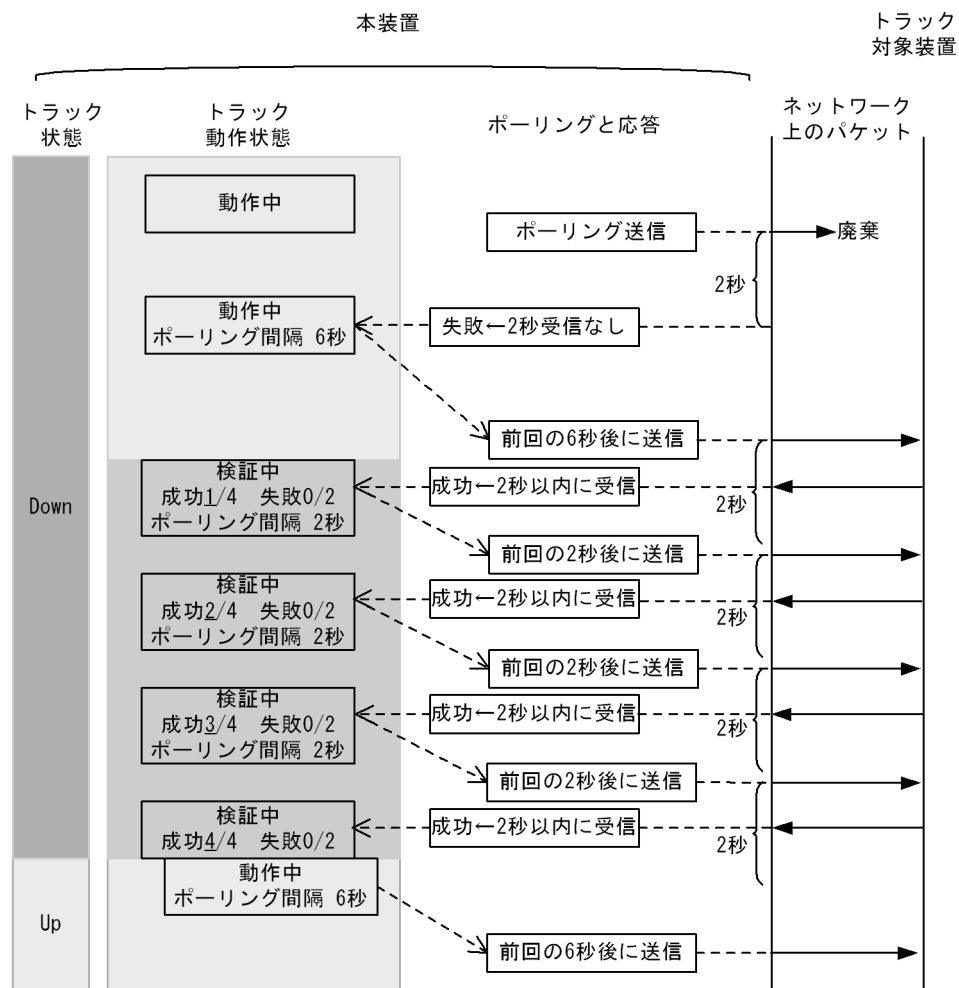 本装置
トラック
対象装置
トラック
状態
トラック
動作状態
ポーリングと応答
ネットワーク
上のパケット
動作中
ポーリング送信
廃棄
2秒
動作中
ポーリング間隔 6秒
失敗←2秒受信なし
前回の6秒後に送信
検証中
成功1/4 失敗0/2
ポーリング間隔 2秒
成功←2秒以内に受信
2秒
Down
前回の2秒後に送信
検証中
成功2/4 失敗0/2
ポーリング間隔 2秒
成功←2秒以内に受信
2秒
前回の2秒後に送信
検証中
成功3/4 失敗0/2
ポーリング間隔 2秒
成功←2秒以内に受信
2秒
前回の2秒後に送信
検証中
成功4/4 失敗0/2
成功←2秒以内に受信
2秒
動作中
ポーリング間隔 6秒
Up
前回の6秒後に送信